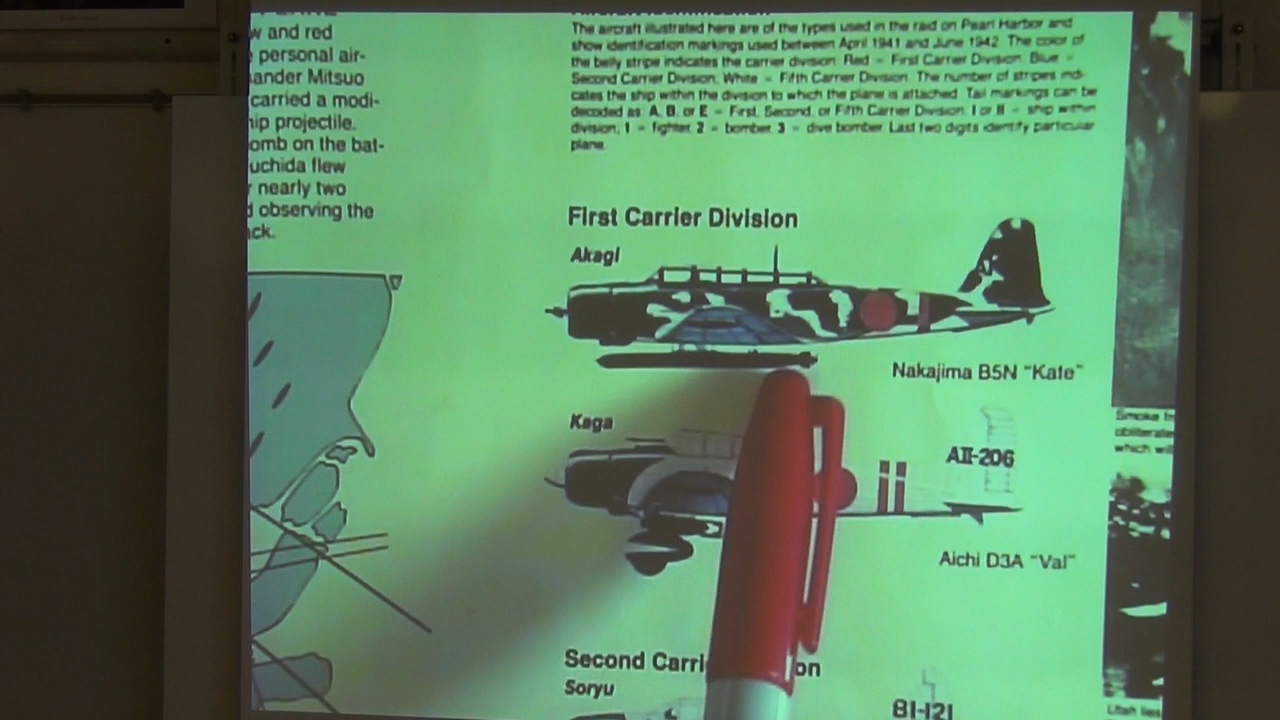 w and red
personal air-
ander Mitsuo
carried a modi-
ip projectile.
omb on the bat-
uchida flew
nearly two
observing the
ck.
The aircraft illustrated here are of the types used in the raid on Pearl Harbor and
show identification markings used between April 1941 and June 1942. The color of
the belly stripe indicates the carrier division: Red – First Carrier Division; Blue –
Second Carrier Division; White – Fifth Carrier Division. The number of stripes indi-
cates the ship within the division to which the plane is attached. Tail markings can be
decoded as: A, B, or E – First, Second, or Fifth Carrier Division; I or II – ship within
division; 1 – fighter, 2 – bomber, 3 – dive bomber. Last two digits identify particular
plane.
First Carrier Division
Akagi
Nakajima B5N "Kate"
Kaga
AII-206
Aichi D3A "Val"
Second Carri on
Soryu
Smoke
which
Utah lies